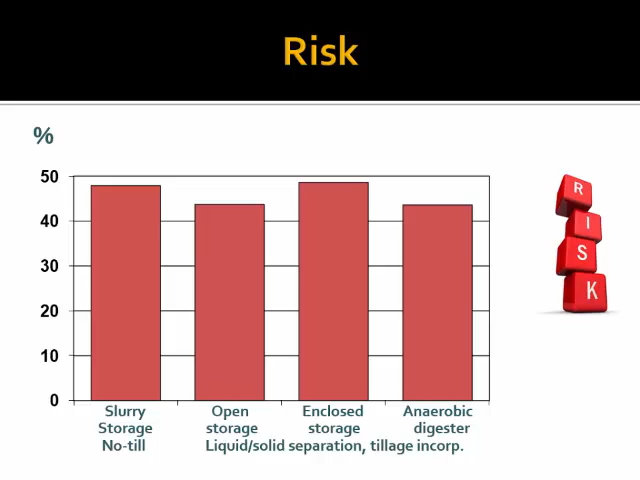 Risk
%
50
40
30
20
10
0
R
I
S
K
Slurry Open Enclosed Anaerobic
Storage storage storage digester
No-till Liquid/solid separation, tillage incorp.